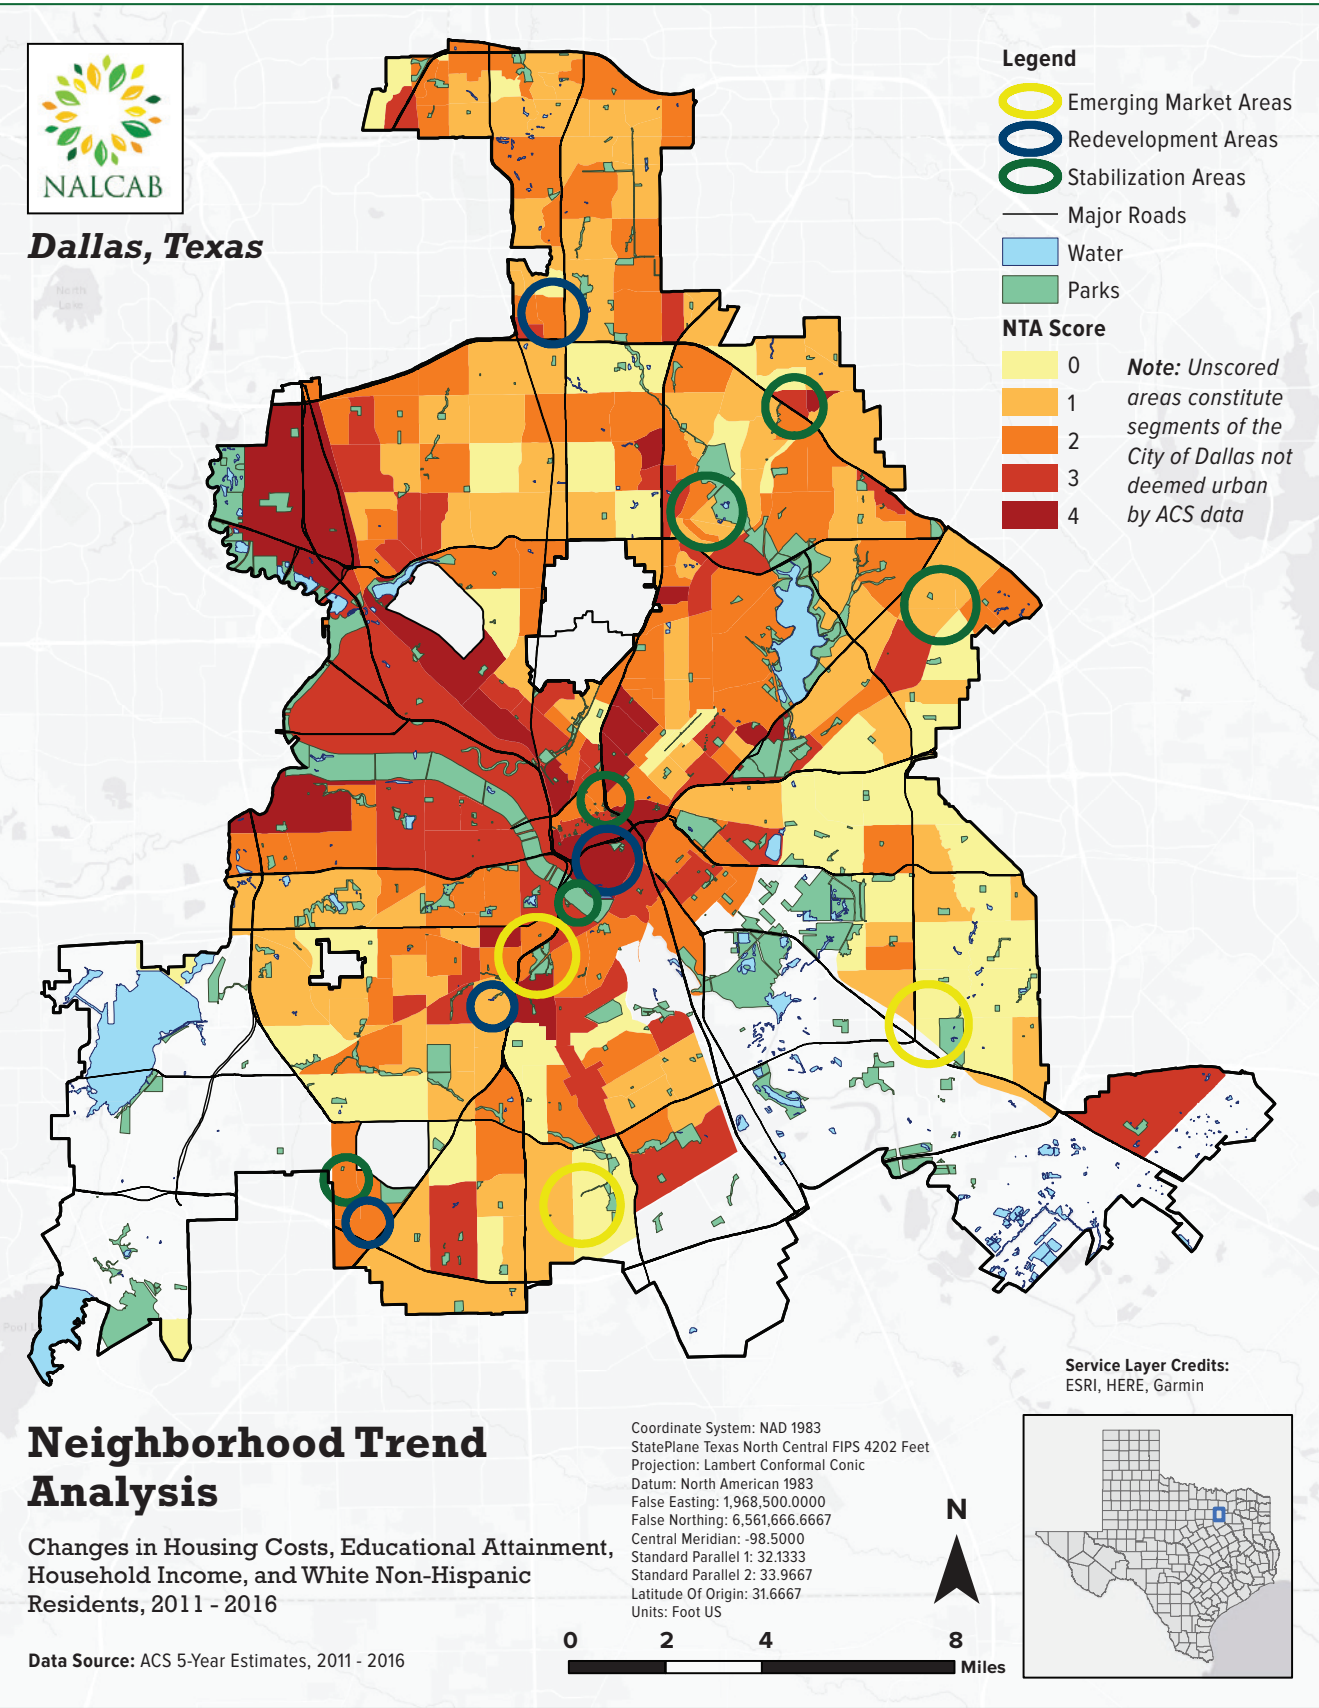 NALCAB
Dallas, Texas
Legend
Emerging Market Areas
Redevelopment Areas
Stabilization Areas
Major Roads
Water
Parks
NTA Score
0
1
2
3
4
Note: Unscored
areas constitute
segments of the
City of Dallas not
deemed urban
by ACS data
North
Lake
Service Layer Credits:
ESRI, HERE, Garmin
Neighborhood Trend
Analysis
Changes in Housing Costs, Educational Attainment,
Household Income, and White Non-Hispanic
Residents, 2011 - 2016
Data Source: ACS 5-Year Estimates, 2011 - 2016
Coordinate System: NAD 1983
StatePlane Texas North Central FIPS 4202 Feet
Projection: Lambert Conformal Conic
Datum: North American 1983
False Easting: 1,968,500.0000
False Northing: 6,561,666.6667
Central Meridian: -98.5000
Standard Parallel 1: 32.1333
Standard Parallel 2: 33.9667
Latitude Of Origin: 31.6667
Units: Foot US
N
0 2 4 8
Miles